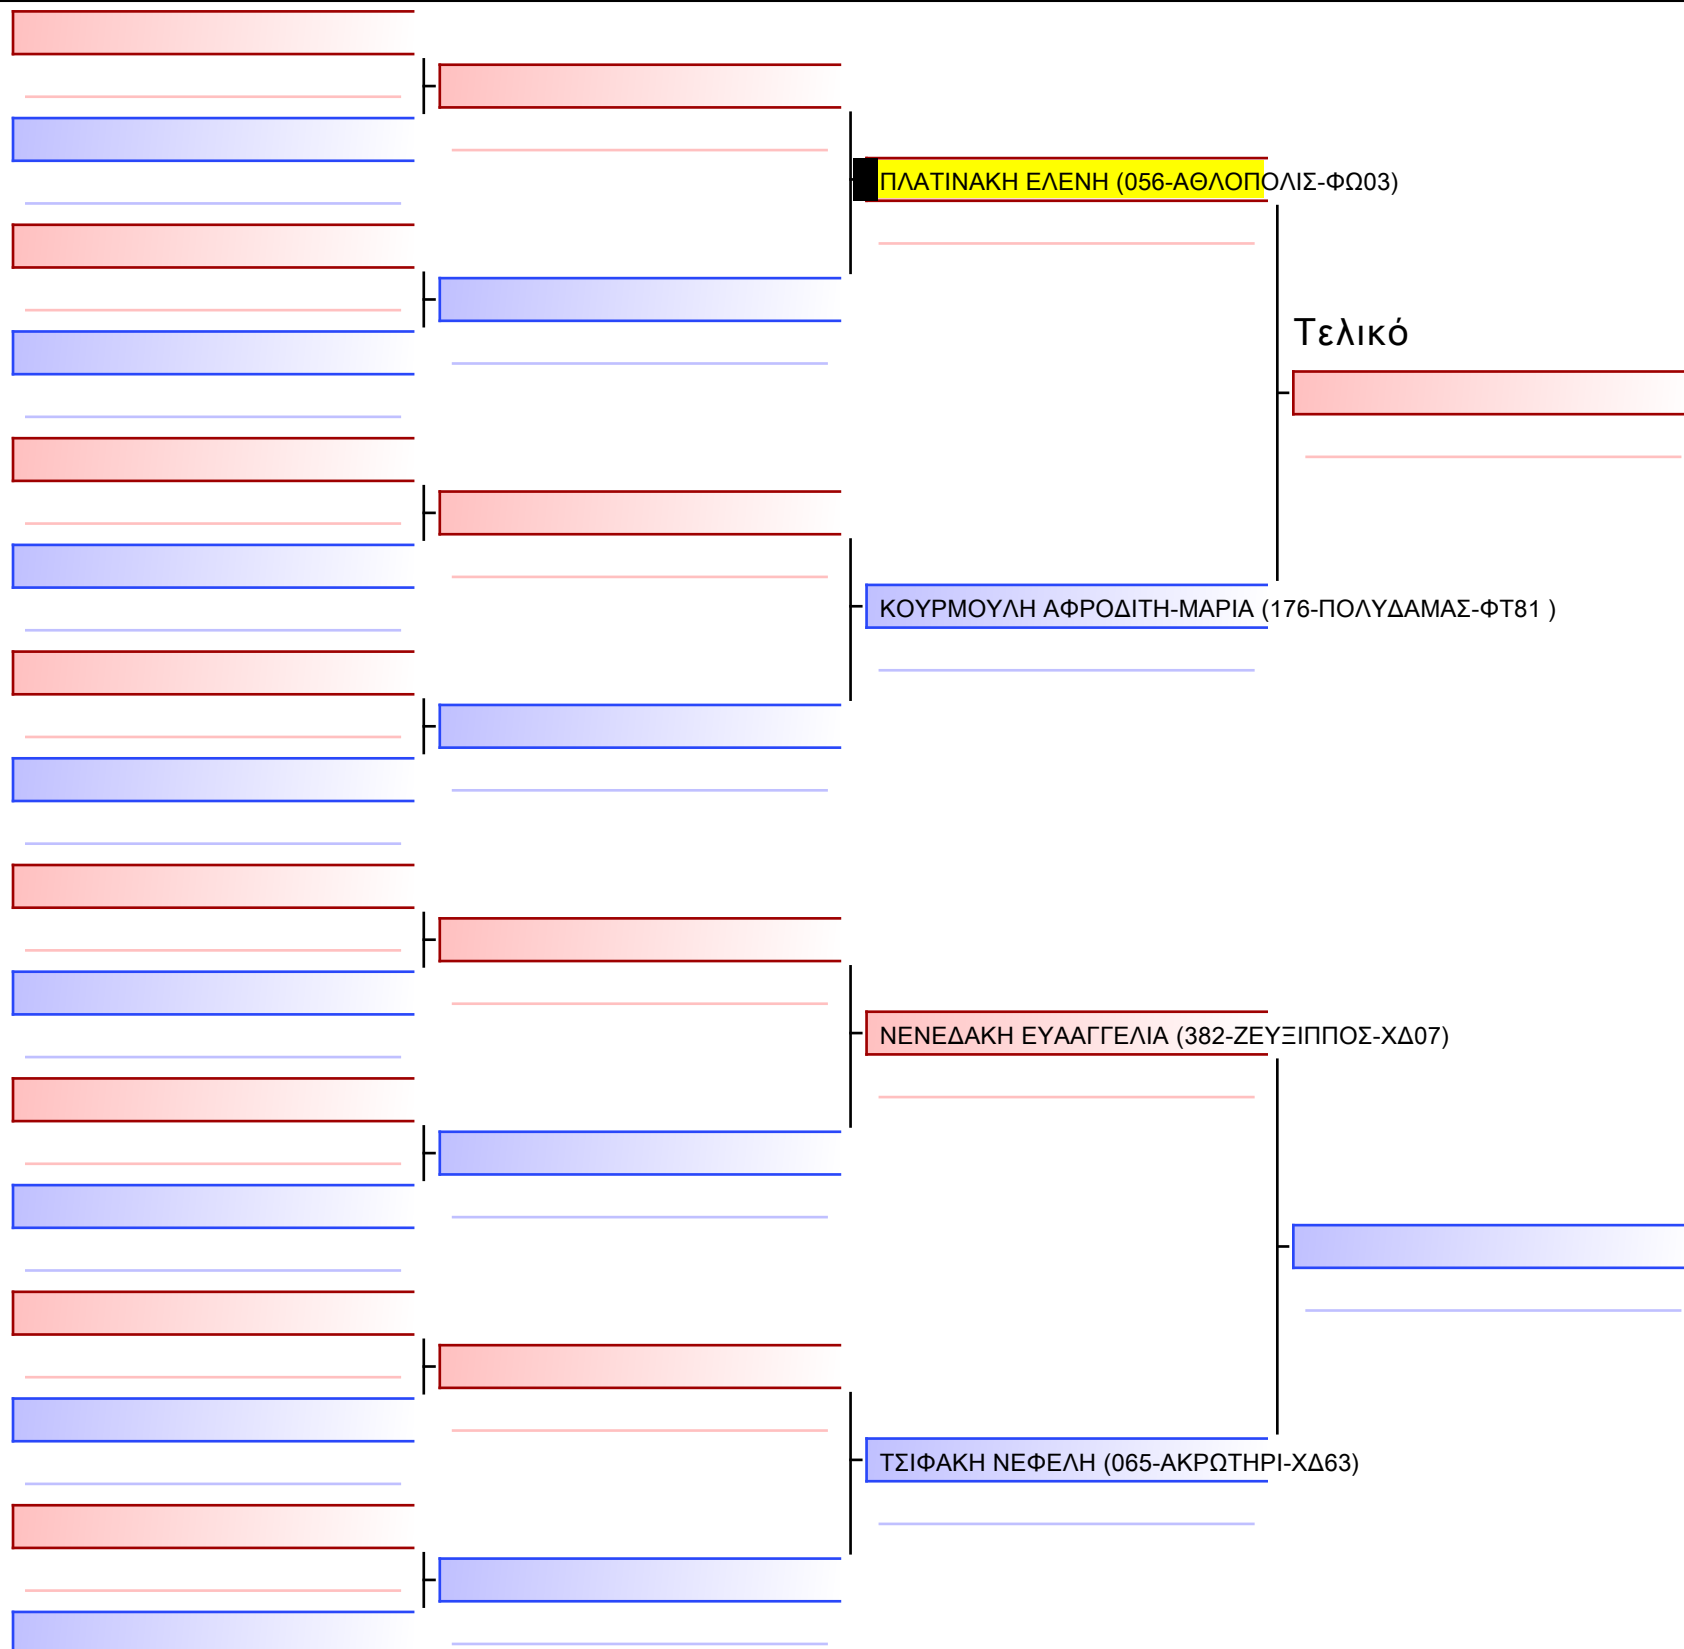 ΠΛΑΤΙΝΑΚΗ ΕΛΕΝΗ (056-ΑΘΛΟΠΟΛΙΣ-ΦΩ03)
Τελικό
ΚΟΥΡΜΟΥΛΗ ΑΦΡΟΔΙΤΗ-ΜΑΡΙΑ (176-ΠΟΛΥΔΑΜΑΣ-ΦΤ81 )
ΝΕΝΕΔΑΚΗ ΕΥΑΑΓΓΕΛΙΑ (382-ΖΕΥΞΙΠΠΟΣ-ΧΔ07)
ΤΣΙΦΑΚΗ ΝΕΦΕΛΗ (065-ΑΚΡΩΤΗΡΙ-ΧΔ63)